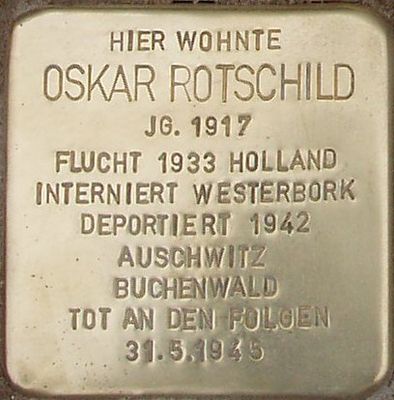 HIER WOHNTE
OSKAR ROTSCHILD
JG. 1917
FLUCHT 1933 HOLLAND
INTERNIERT WESTERBORK
DEPORTIERT 1942
AUSCHWITZ
BUCHENWALD
TOT AN DEN FOLGEN
31.5.1945